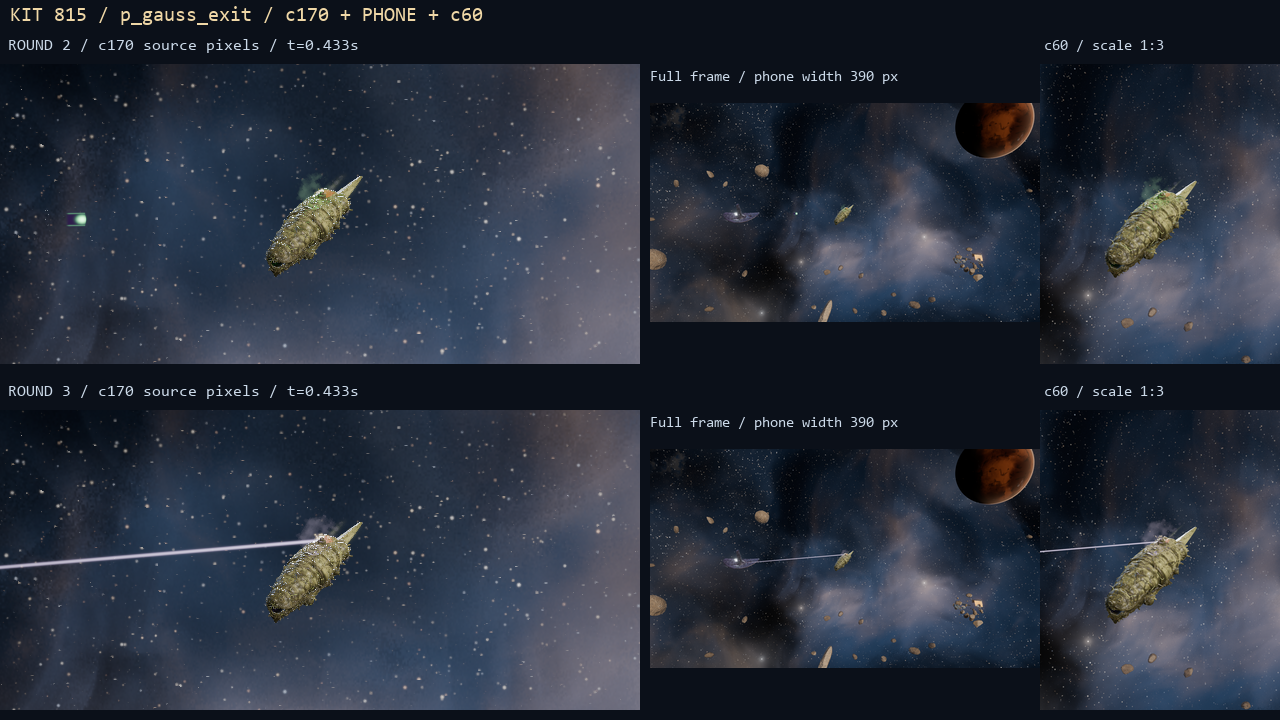 KIT 815 / p_gauss_exit / c170 + PHONE + c60
ROUND 2 / c170 source pixels / t=0.433s
c60 / scale 1:3
Full frame / phone width 390 px
ROUND 3 / c170 source pixels / t=0.433s
c60 / scale 1:3
Full frame / phone width 390 px